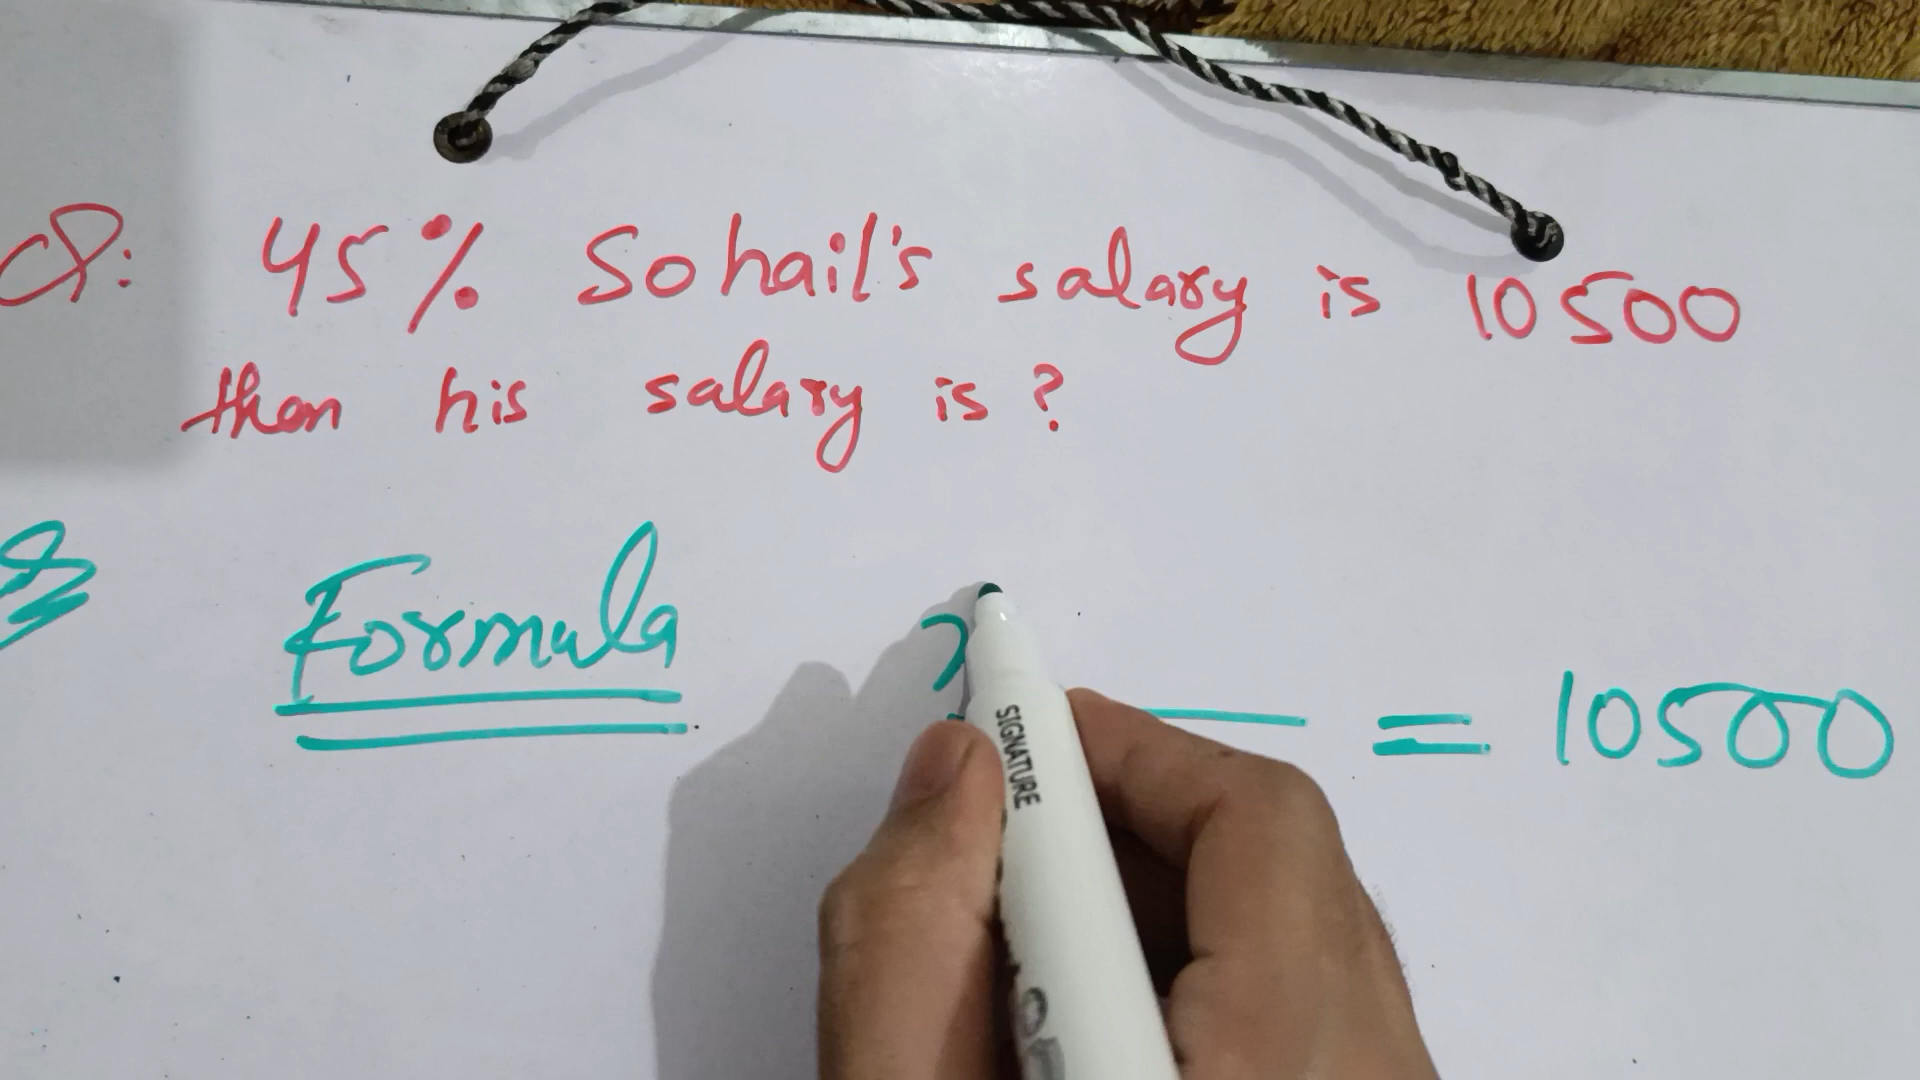 Q: 45% Sohail's salary is 10500
then his salary is?
Formula
= 10500
SIGNATURE